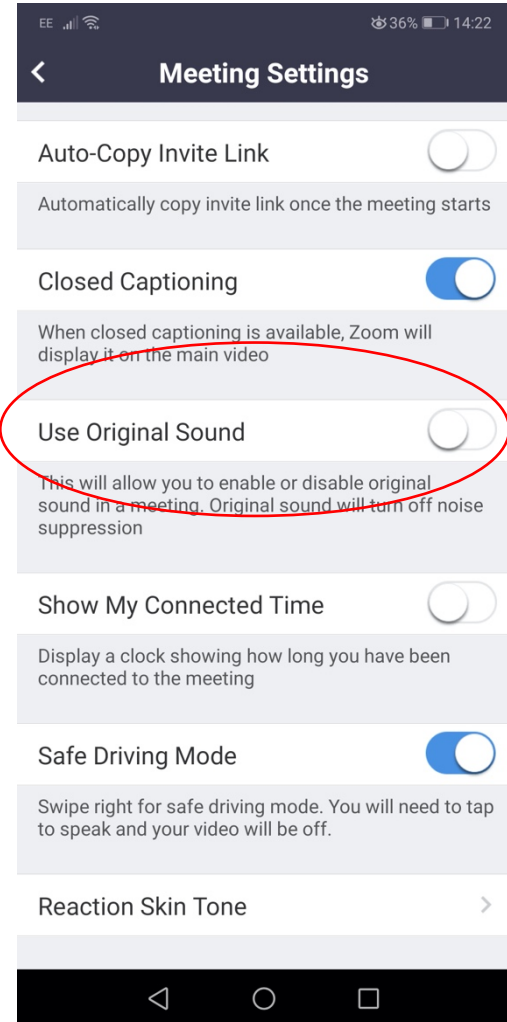 EE 36% 14:22
Meeting Settings
Auto-Copy Invite Link
Automatically copy invite link once the meeting starts
Closed Captioning
When closed captioning is available, Zoom will
display it on the main video
Use Original Sound
This will allow you to enable or disable original
sound in a meeting. Original sound will turn off noise
suppression
Show My Connected Time
Display a clock showing how long you have been
connected to the meeting
Safe Driving Mode
Swipe right for safe driving mode. You will need to tap
to speak and your video will be off.
Reaction Skin Tone